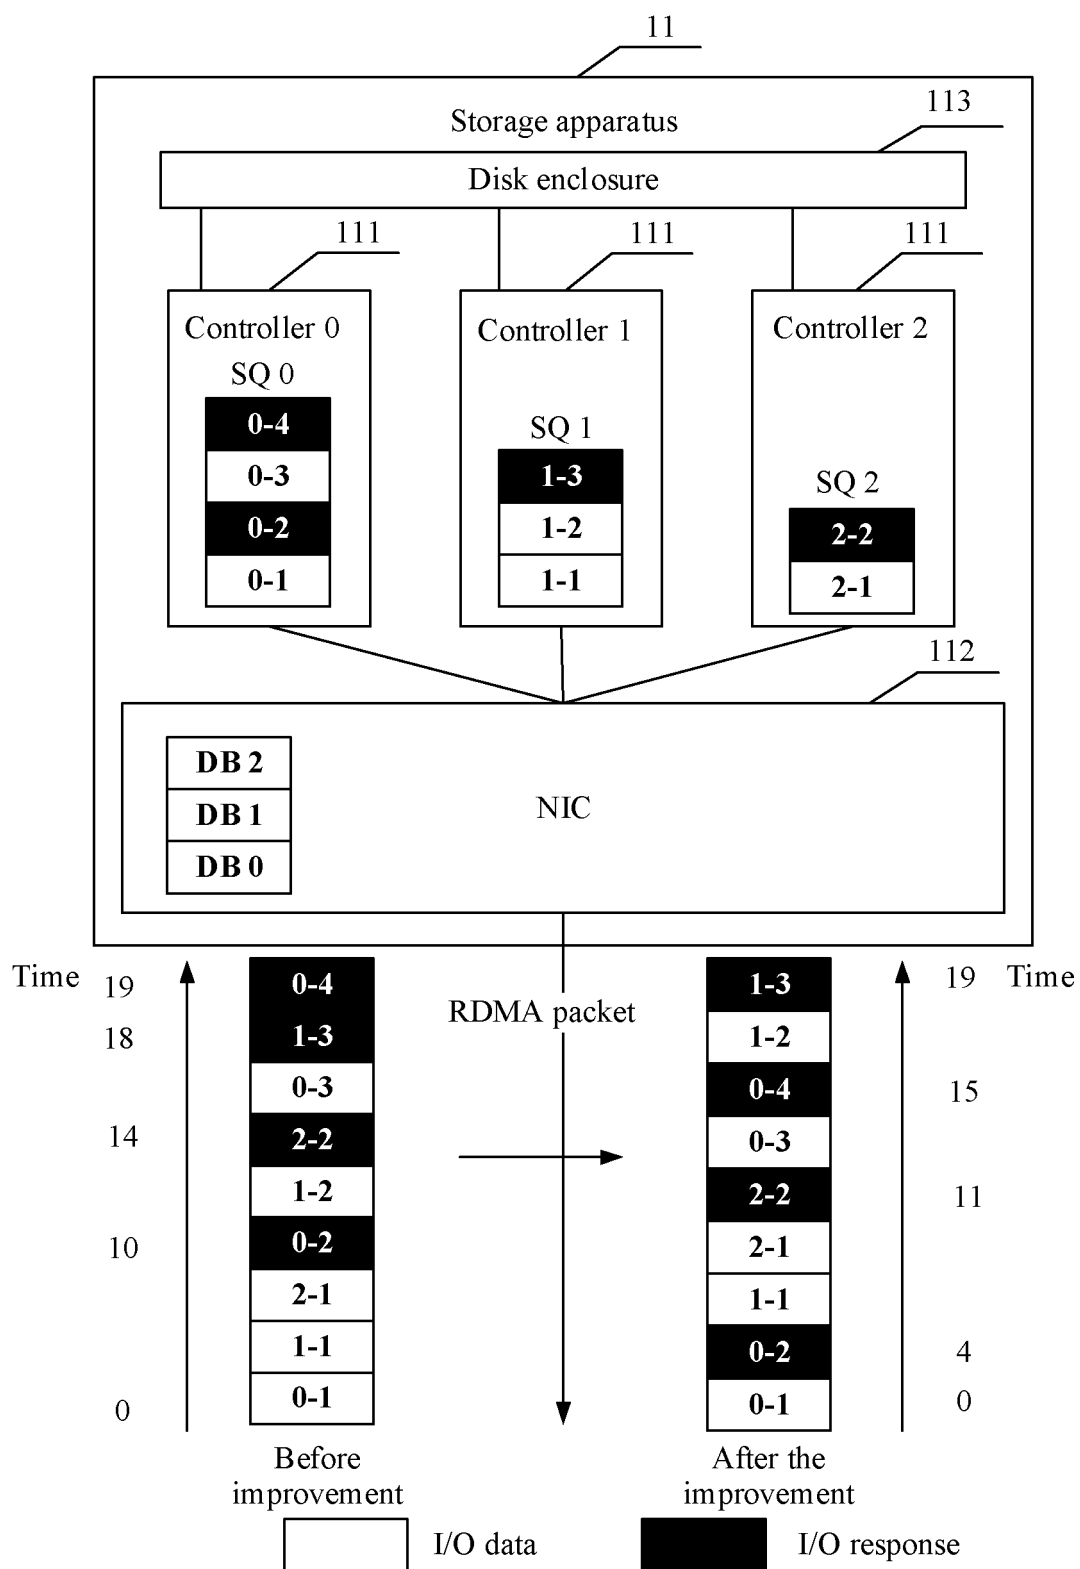 11
113
Storage apparatus
Disk enclosure
111
111
111
Controller 0
Controller 1
Controller 2
SQ 0
0-4
0-3
0-2
0-1
SQ 1
1-3
1-2
1-1
SQ 2
2-2
2-1
112
DB 2
DB 1
DB 0
NIC
Time
19
18
14
10
0
0-4
1-3
0-3
2-2
1-2
0-2
2-1
1-1
0-1
Before
improvement
RDMA packet
1-3
1-2
0-4
0-3
2-2
2-1
1-1
0-2
0-1
After the
improvement
19
Time
15
11
4
0
I/O data
I/O response